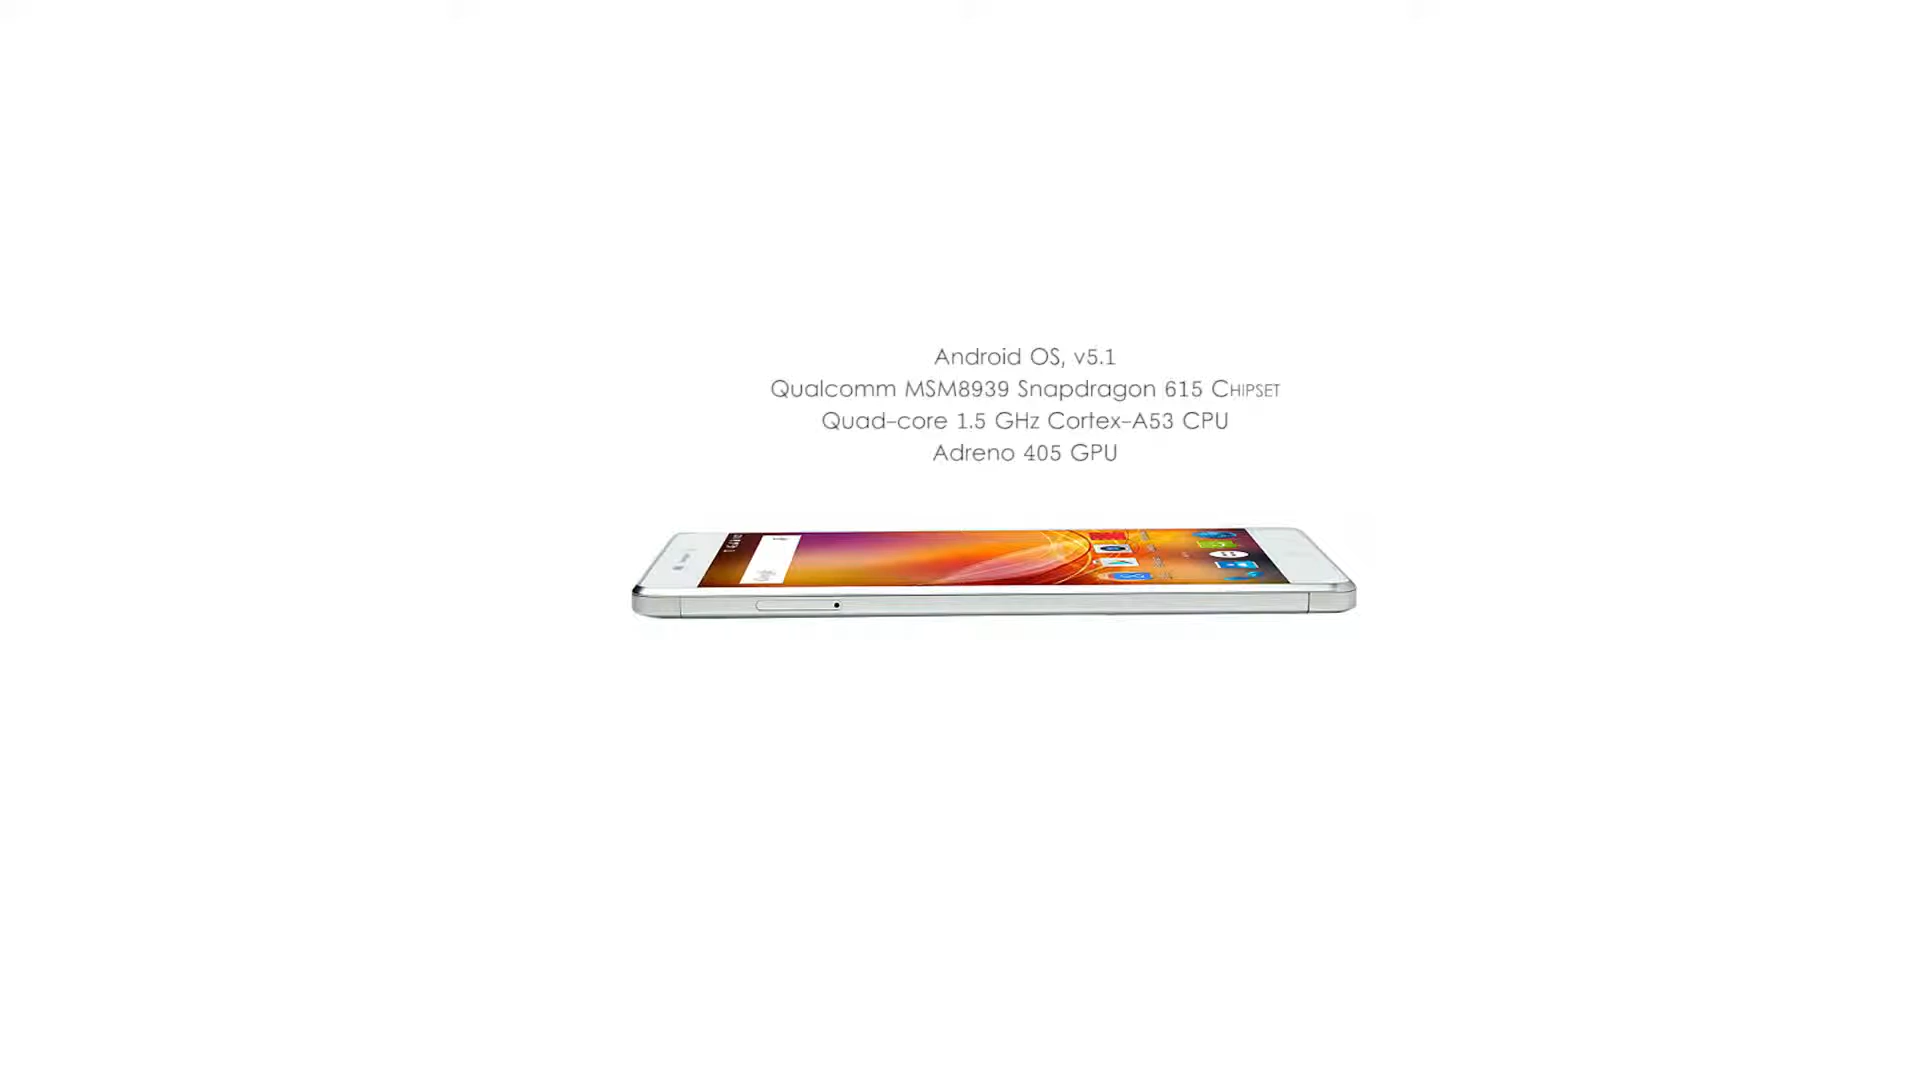 Android OS, v5.1
Qualcomm MSM8939 Snapdragon 615 CHIPSET
Quad-core 1.5 GHz Cortex-A53 CPU
Adreno 405 GPU